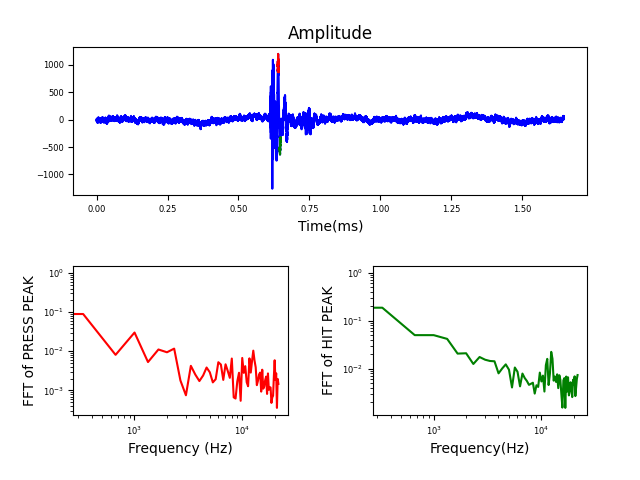 Amplitude
1000
500
0
−500
−1000
0.00 0.25 0.50 0.75 1.00 1.25 1.50
Time(ms)
FFT of PRESS PEAK
10⁰
10⁻¹
10⁻²
10⁻³
10³ 10⁴
Frequency (Hz)
FFT of HIT PEAK
10⁰
10⁻¹
10⁻²
10³ 10⁴
Frequency(Hz)